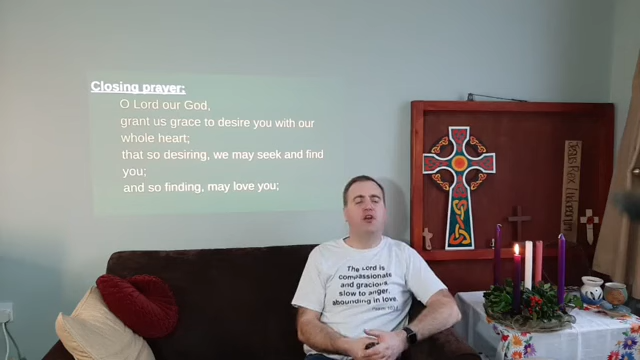 Closing prayer:
O Lord our God,
grant us grace to desire you with our
whole heart;
that so desiring, we may seek and find
you;
and so finding, may love you;
The Lord is
compassionate
and gracious,
slow to anger,
abounding in love.